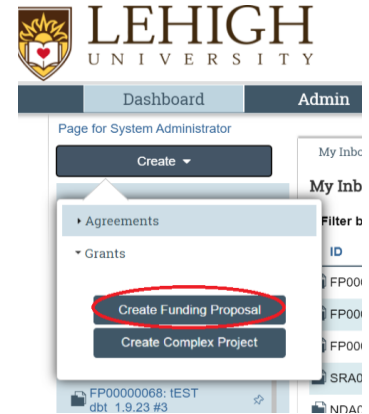 LEHIGH
UNIVERSITY
Dashboard
Admin
Page for System Administrator
Create
My Inbo
My Inb
Agreements
Filter b
Grants
ID
FP00
Create Funding Proposal
FP00
Create Complex Project
FP00
SRA0
FP00000068: tEST
dbt 1.9.23 #3
NDA0